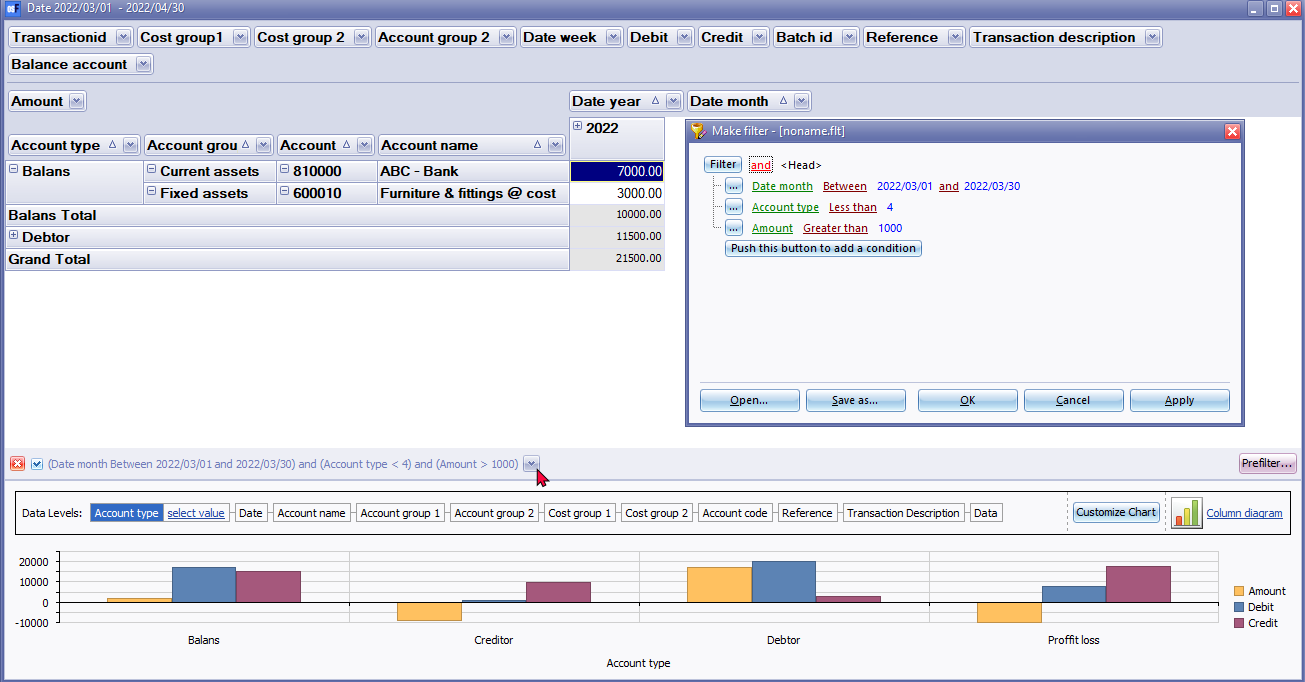 Date 2022/03/01 - 2022/04/30
Transactionid Cost group1 Cost group 2 Account group 2 Date week Debit Credit Batch id Reference Transaction description
Balance account
Amount Date year Date month
2022
Account type Account grou Account Account name
Balans Current assets 810000 ABC - Bank 7000.00
Fixed assets 600010 Furniture & fittings @ cost 3000.00
Balans Total 10000.00
Debtor 11500.00
Grand Total 21500.00
Make filter - [noname.flt]
Filter and <Head>
... Date month Between 2022/03/01 and 2022/03/30
... Account type Less than 4
... Amount Greater than 1000
Push this button to add a condition
Open... Save as... OK Cancel Apply
(Date month Between 2022/03/01 and 2022/03/30) and (Account type < 4) and (Amount > 1000)
Prefilter...
Data Levels: Account type select value Date Account name Account group 1 Account group 2 Cost group 1 Cost group 2 Account code Reference Transaction Description Data Customize Chart Column diagram
20000
10000
0
-10000
Balans Creditor Debtor Proffit loss
Account type
Amount
Debit
Credit